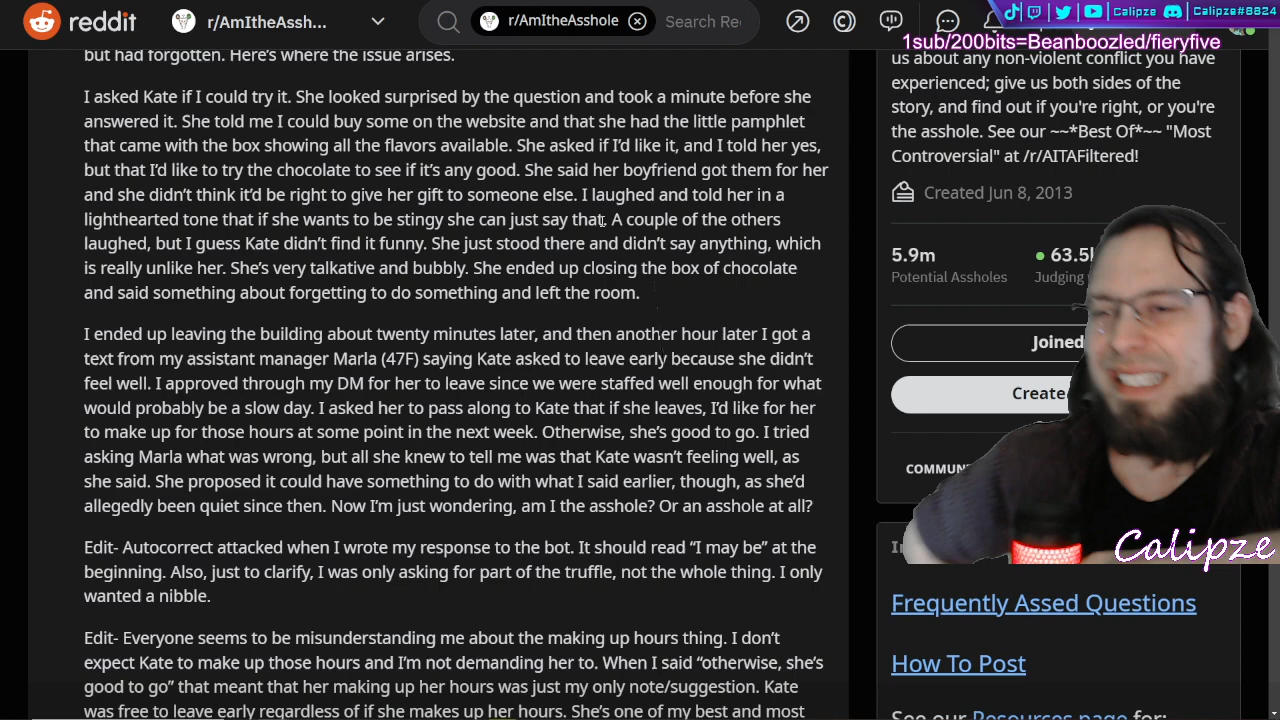 reddit
r/AmItheAssh...
r/AmItheAsshole
Search Re
Calipze
Calipze#8824
1sub/200bits=Beanboozled/fieryfive
but had forgotten. Here's where the issue arises.
I asked Kate if I could try it. She looked surprised by the question and took a minute before she
answered it. She told me I could buy some on the website and that she had the little pamphlet
that came with the box showing all the flavors available. She asked if I'd like it, and I told her yes,
but that I'd like to try the chocolate to see if it's any good. She said her boyfriend got them for her
and she didn't think it'd be right to give her gift to someone else. I laughed and told her in a
lighthearted tone that if she wants to be stingy she can just say that. A couple of the others
laughed, but I guess Kate didn't find it funny. She just stood there and didn't say anything, which
is really unlike her. She's very talkative and bubbly. She ended up closing the box of chocolate
and said something about forgetting to do something and left the room.
I ended up leaving the building about twenty minutes later, and then another hour later I got a
text from my assistant manager Marla (47F) saying Kate asked to leave early because she didn't
feel well. I approved through my DM for her to leave since we were staffed well enough for what
would probably be a slow day. I asked her to pass along to Kate that if she leaves, I'd like for her
to make up for those hours at some point in the next week. Otherwise, she's good to go. I tried
asking Marla what was wrong, but all she knew to tell me was that Kate wasn't feeling well, as
she said. She proposed it could have something to do with what I said earlier, though, as she'd
allegedly been quiet since then. Now I'm just wondering, am I the asshole? Or an asshole at all?
Edit- Autocorrect attacked when I wrote my response to the bot. It should read "I may be" at the
beginning. Also, just to clarify, I was only asking for part of the truffle, not the whole thing. I only
wanted a nibble.
Edit- Everyone seems to be misunderstanding me about the making up hours thing. I don't
expect Kate to make up those hours and I'm not demanding her to. When I said "otherwise, she's
good to go" that meant that her making up her hours was just my only note/suggestion. Kate
was free to leave early regardless of if she makes up her hours. She's one of my best and most
us about any non-violent conflict you have
experienced; give us both sides of the
story, and find out if you're right, or you're
the asshole. See our ~~*Best Of*~~ "Most
Controversial" at /r/AITAFiltered!
Created Jun 8, 2013
5.9m
63.5k
Potential Assholes
Judging
Joined
Create
COMMUN
Calipze
Frequently Assed Questions
How To Post
See our Resources page for: